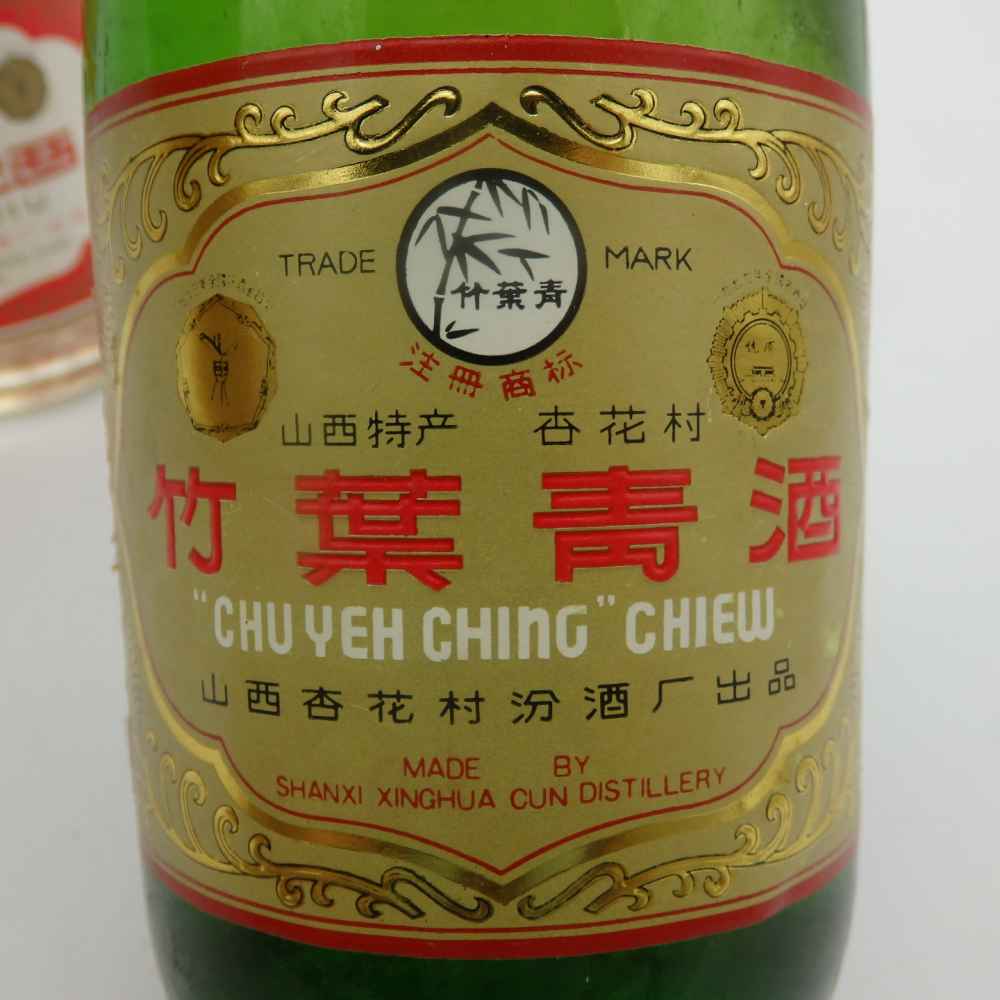 TRADE MARK
竹葉青
注册商标
山西特产 杏花村
竹葉青酒
"CHU YEH CHING" CHIEW
山西杏花村汾酒厂出品
MADE BY
SHANXI XINGHUA CUN DISTILLERY